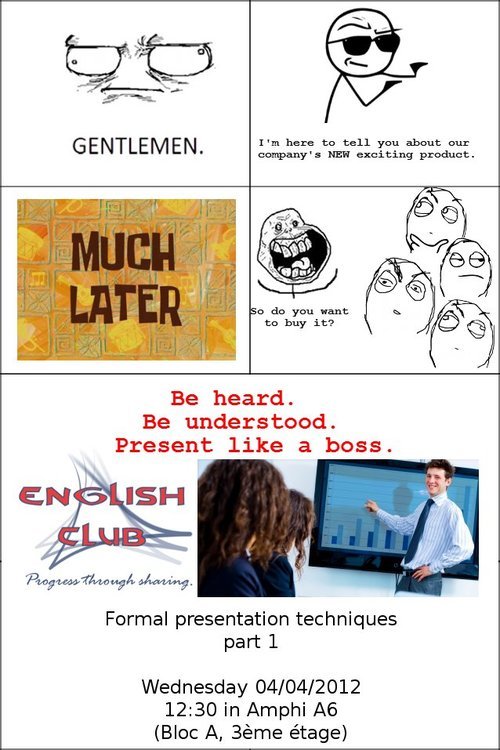 GENTLEMEN.
I'm here to tell you about our
company's NEW exciting product.
MUCH
LATER
So do you want
to buy it?
Be heard.
Be understood.
Present like a boss.
ENGLISH
CLUB
Progress through sharing.
Formal presentation techniques
part 1
Wednesday 04/04/2012
12:30 in Amphi A6
(Bloc A, 3ème étage)